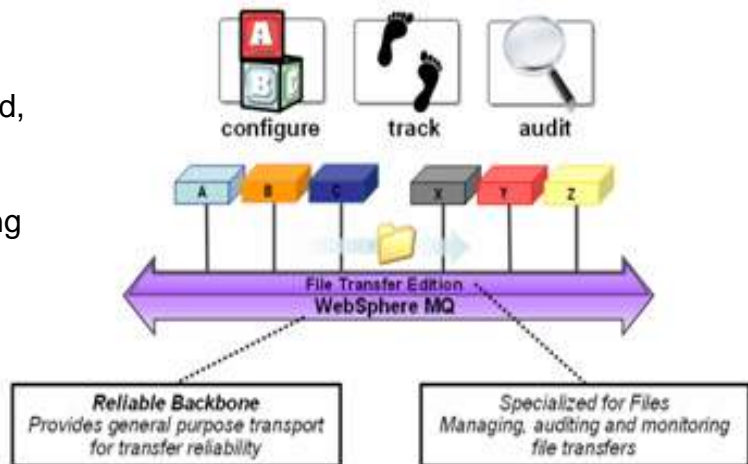 d,
ng
A
B
configure track audit
A B C X Y Z
File Transfer Edition
WebSphere MQ
Reliable Backbone
Provides general purpose transport
for transfer reliability
Specialized for Files
Managing, auditing and monitoring
file transfers